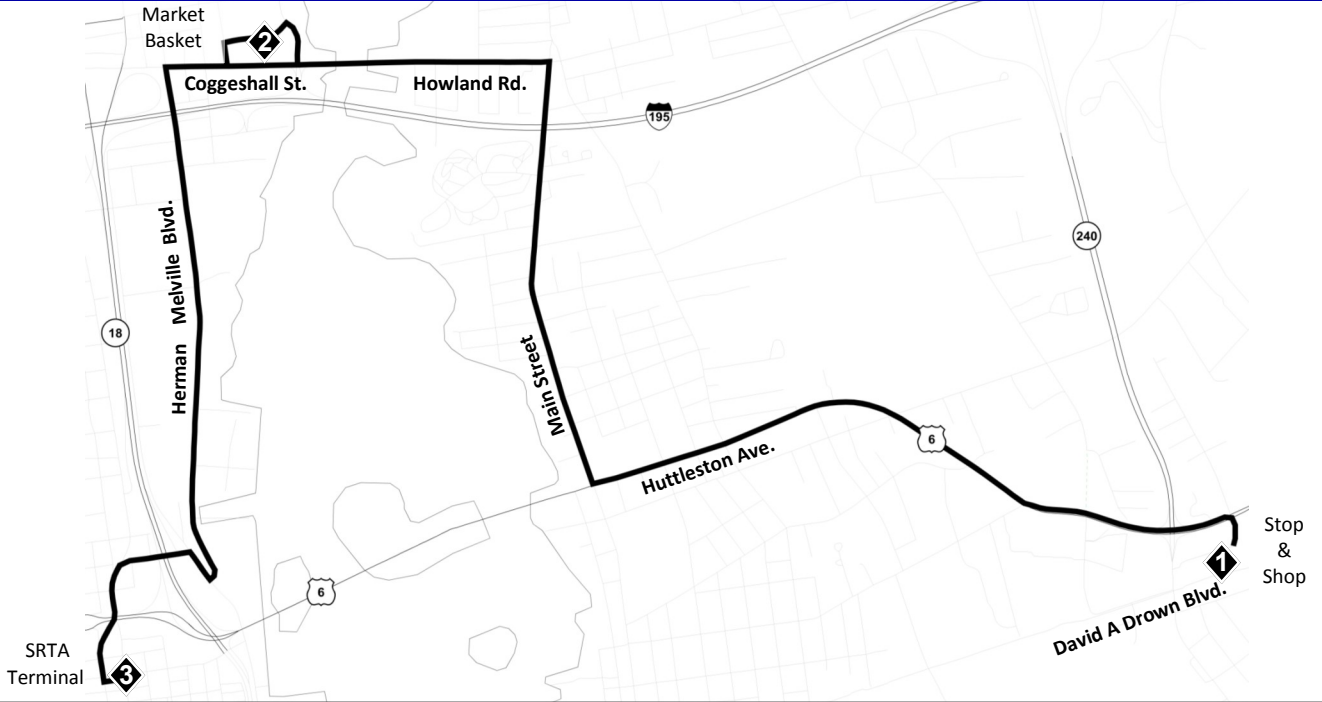 Market
Basket
2
Coggeshall St.
Howland Rd.
195
Herman Melville Blvd.
240
18
Main Street
Huttleston Ave.
6
Stop
&
Shop
1
6
David A Drown Blvd.
SRTA
Terminal
3